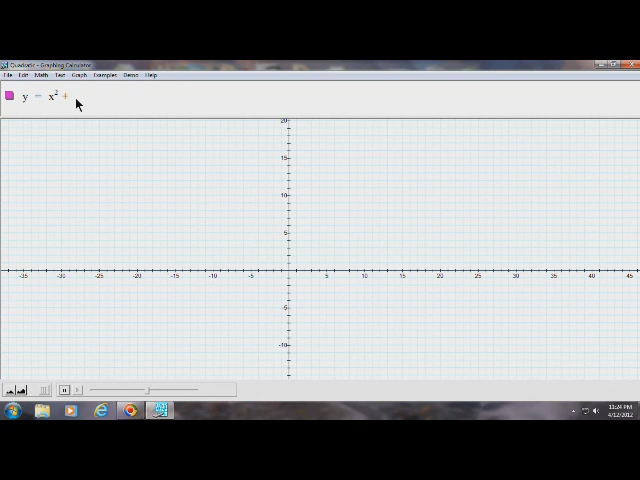 Quadratic - Graphing Calculator
File Edit Math Text Graph Examples Demo Help
y = x² +
20
15
10
5
-35 -30 -25 -20 -15 -10 -5 5 10 15 20 25 30 35 40 45
-5
-10
11:24 PM
4/12/2012